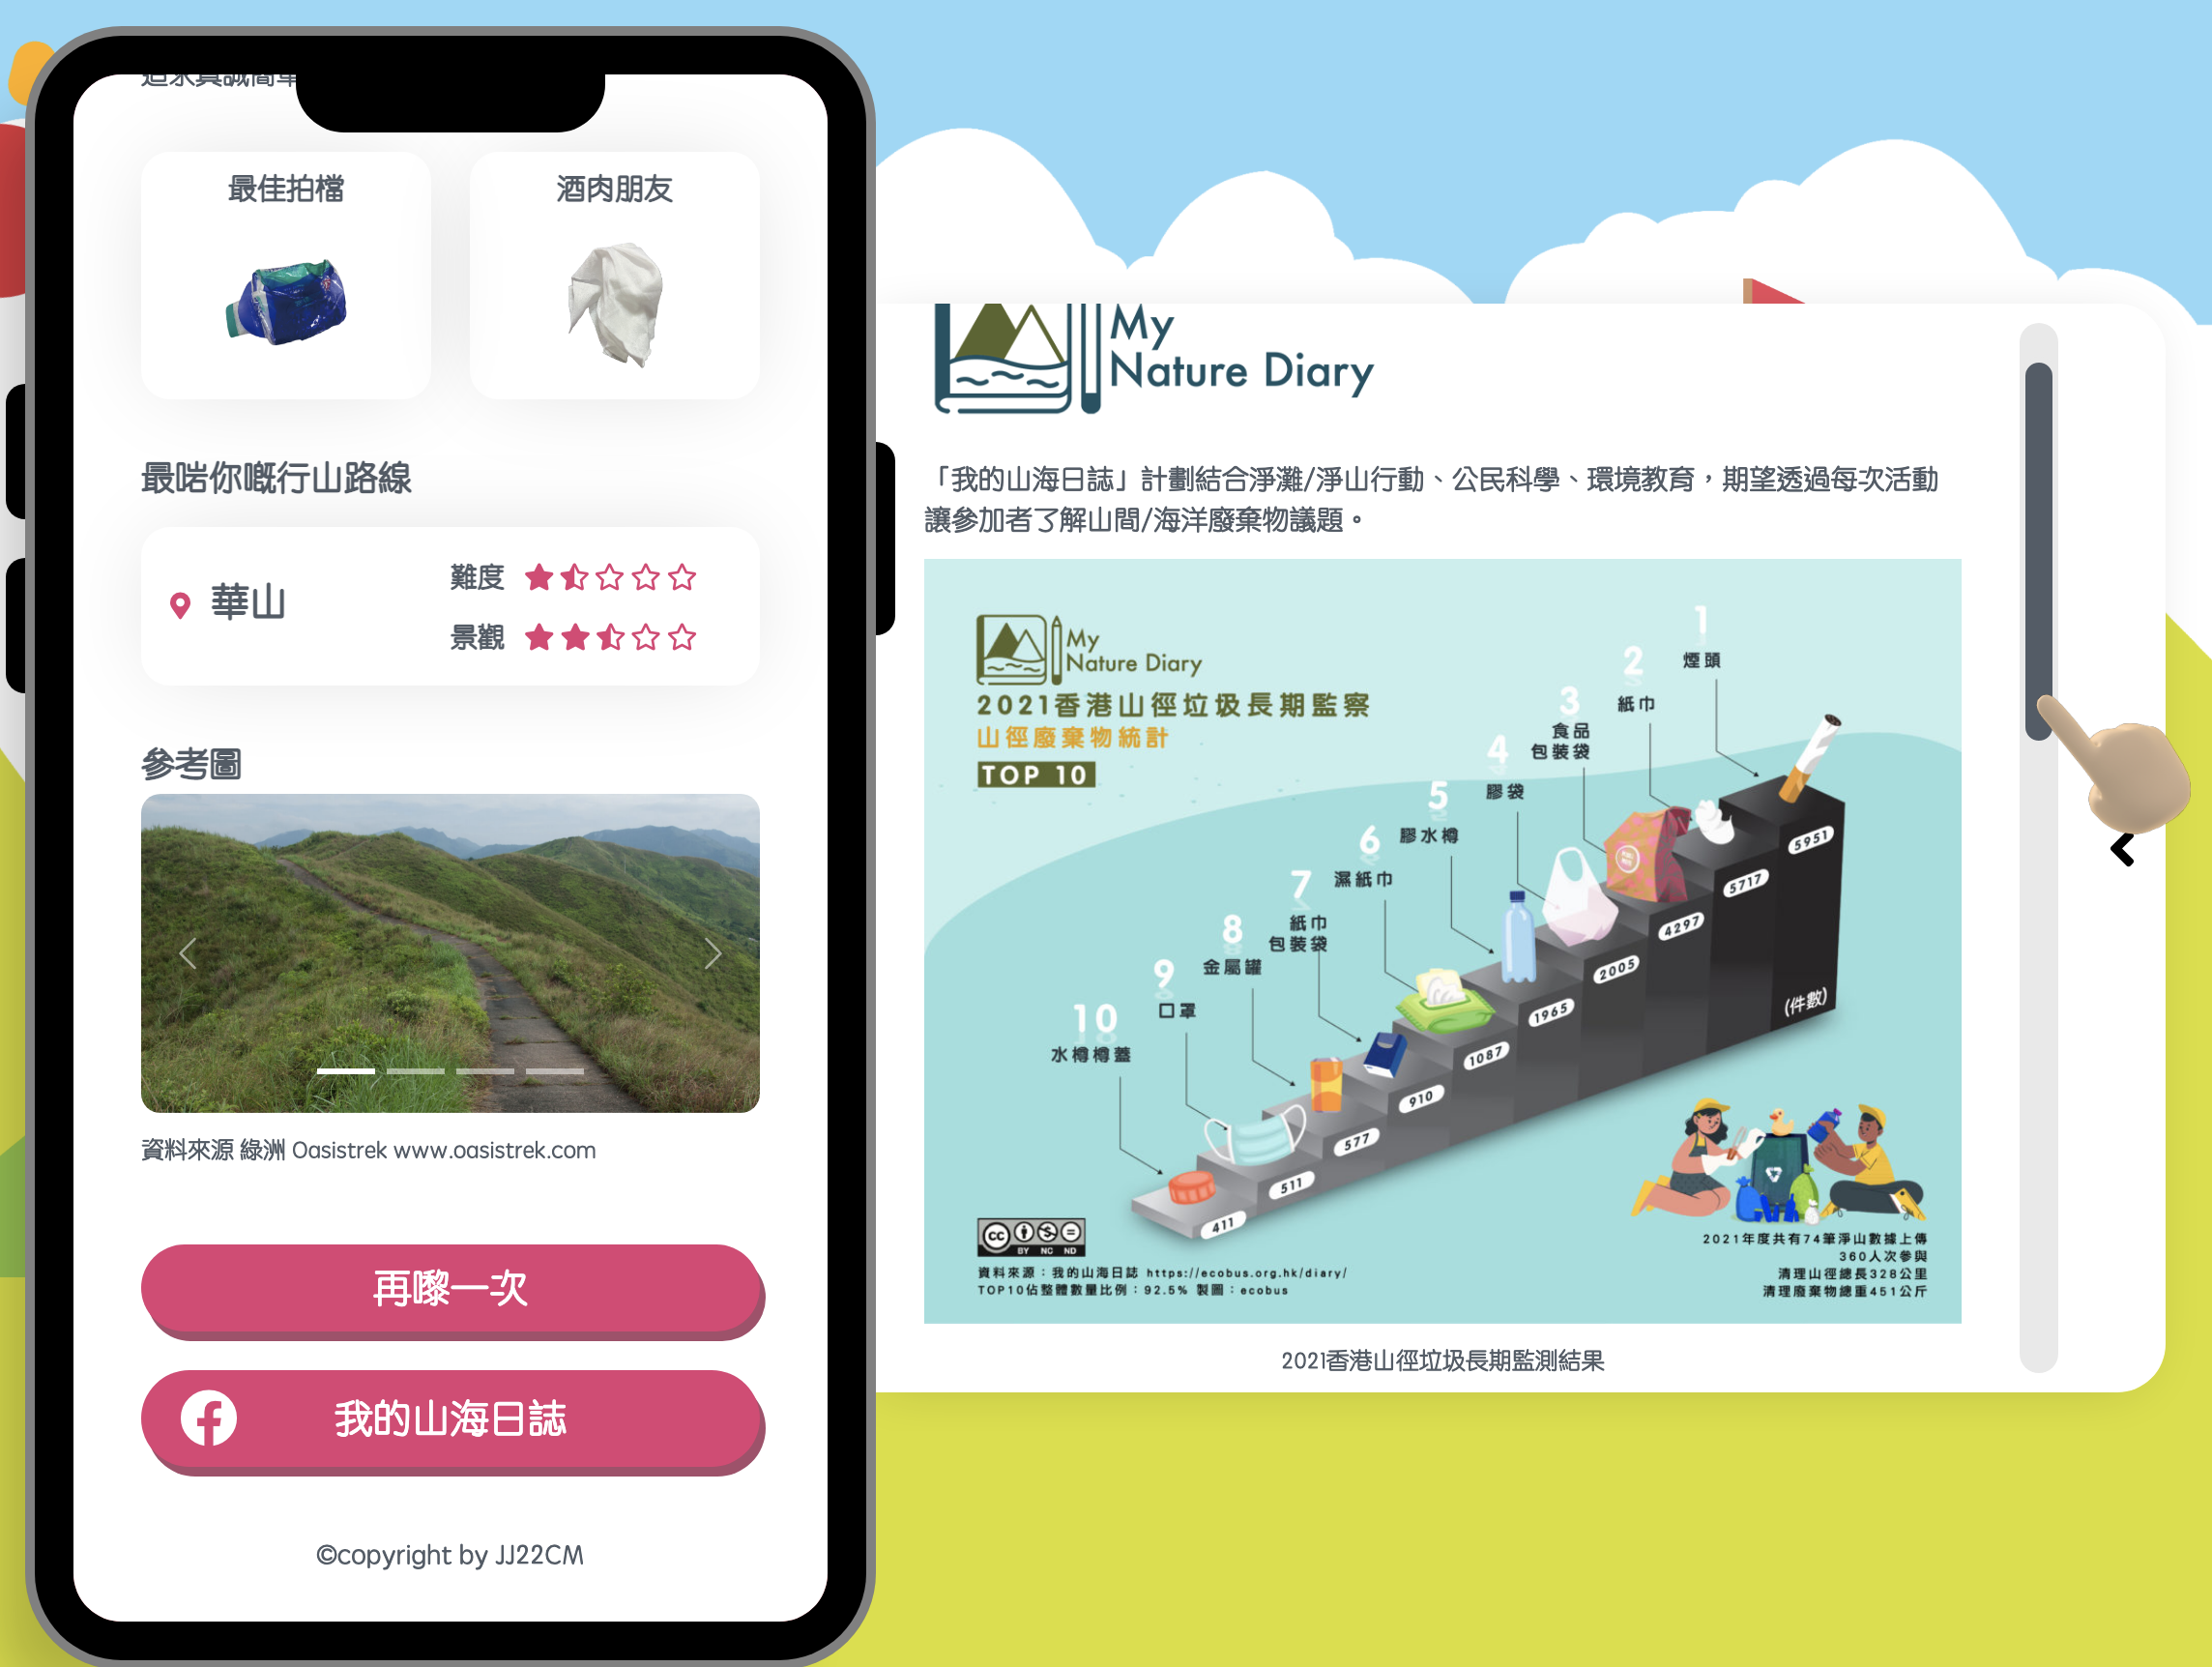 最佳拍檔
酒肉朋友
最啱你嘅行山路線
華山
難度
景觀
參考圖
資料來源 綠洲 Oasistrek www.oasistrek.com
再嚟一次
我的山海日誌
©copyright by JJ22CM
My
Nature Diary
「我的山海日誌」計劃結合淨灘/淨山行動、公民科學、環境教育，期望透過每次活動
讓參加者了解山間/海洋廢棄物議題。
My
Nature Diary
2021香港山徑垃圾長期監察
山徑廢棄物統計
TOP 10
1
煙頭
2
紙巾
3
食品
包裝袋
4
膠袋
5
膠水樽
6
濕紙巾
7
紙巾
包裝袋
8
金屬罐
9
口罩
10
水樽樽蓋
5951
5717
4297
2005
1965
1087
910
577
511
411
(件數)
cc
BY NC ND
資料來源：我的山海日誌 https://ecobus.org.hk/diary/
TOP10佔整體數量比例：92.5% 製圖：ecobus
2021年度共有74筆淨山數據上傳
360人次參與
清理山徑總長328公里
清理廢棄物總重451公斤
2021香港山徑垃圾長期監測結果